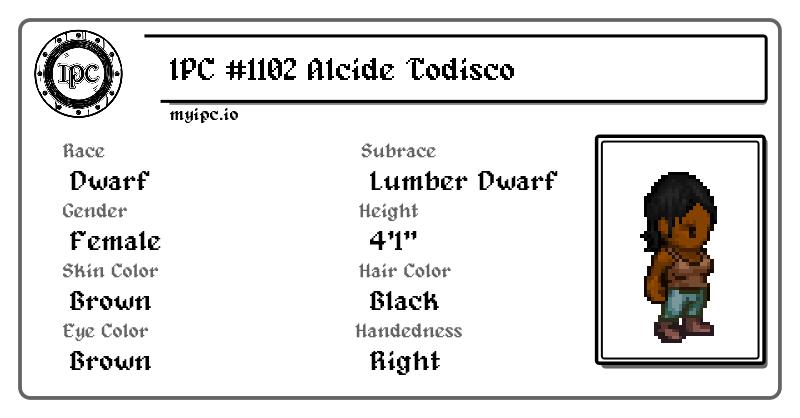 IPC
IPC #1102 Alcide Todisco
myipc.io
Race
Dwarf
Subrace
Lumber Dwarf
Gender
Female
Height
4'1"
Skin Color
Brown
Hair Color
Black
Eye Color
Brown
Handedness
Right